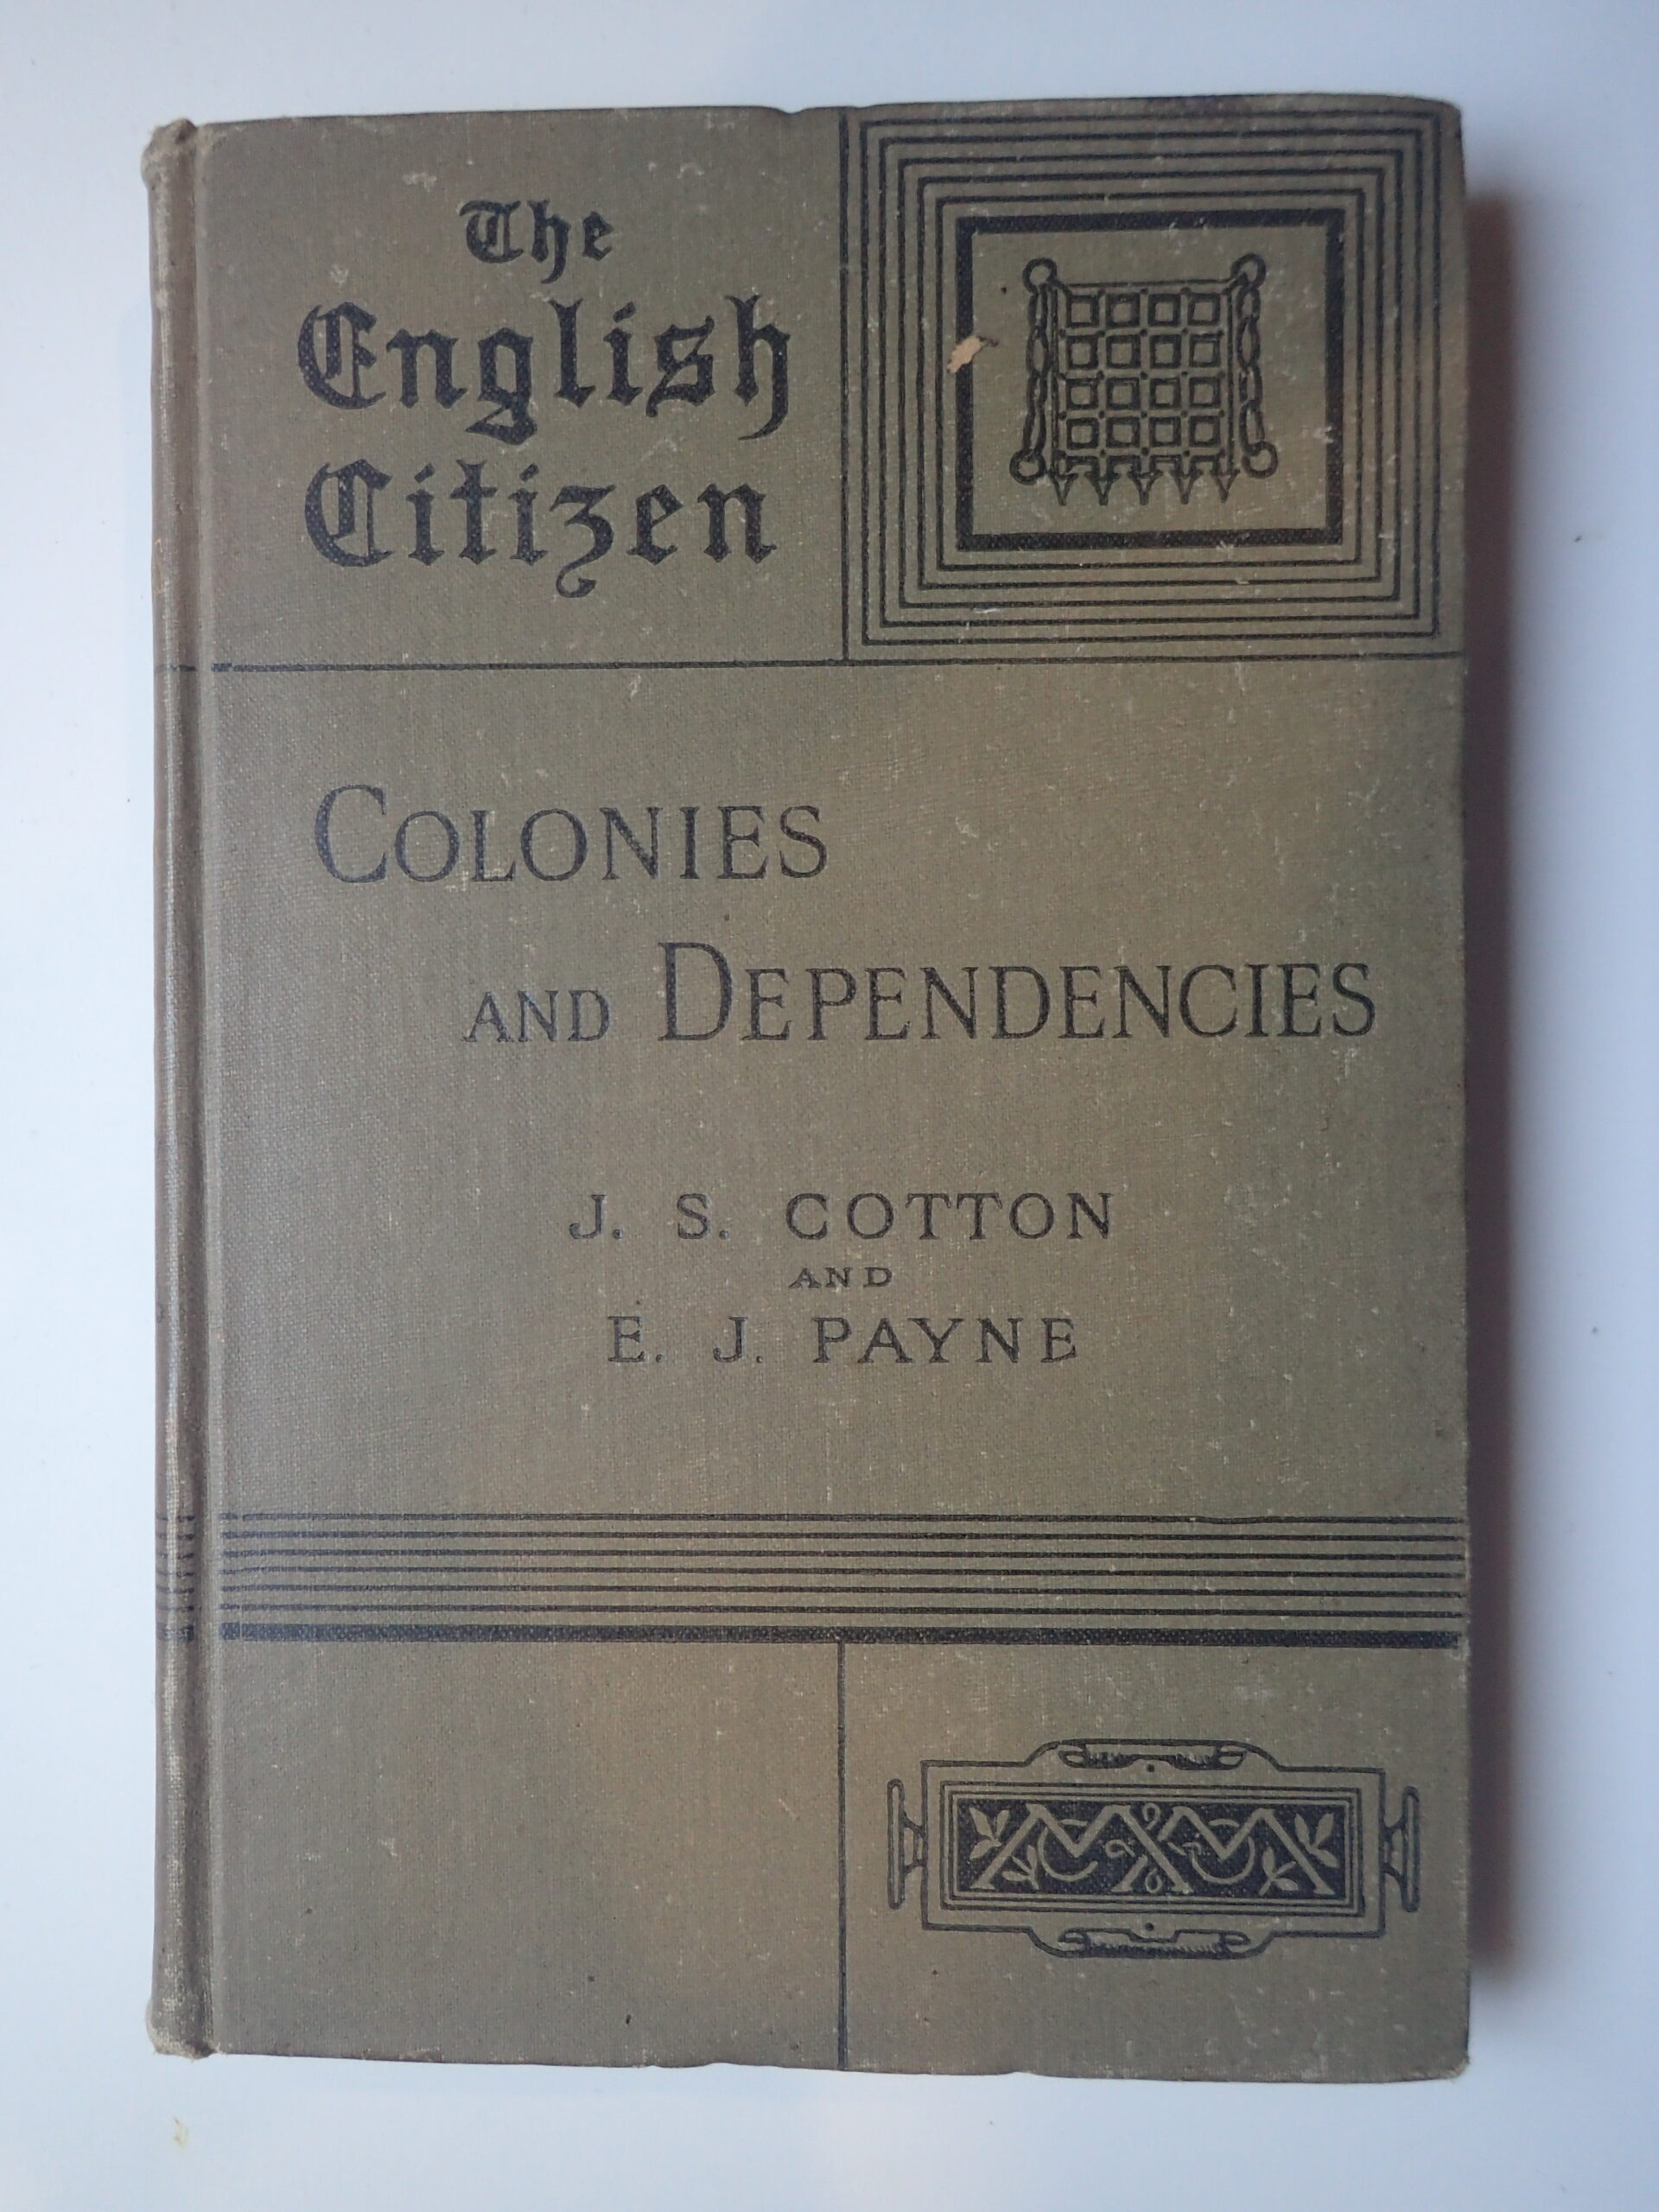 The
English
Citizen
COLONIES
AND DEPENDENCIES
J. S. COTTON
AND
E. J. PAYNE